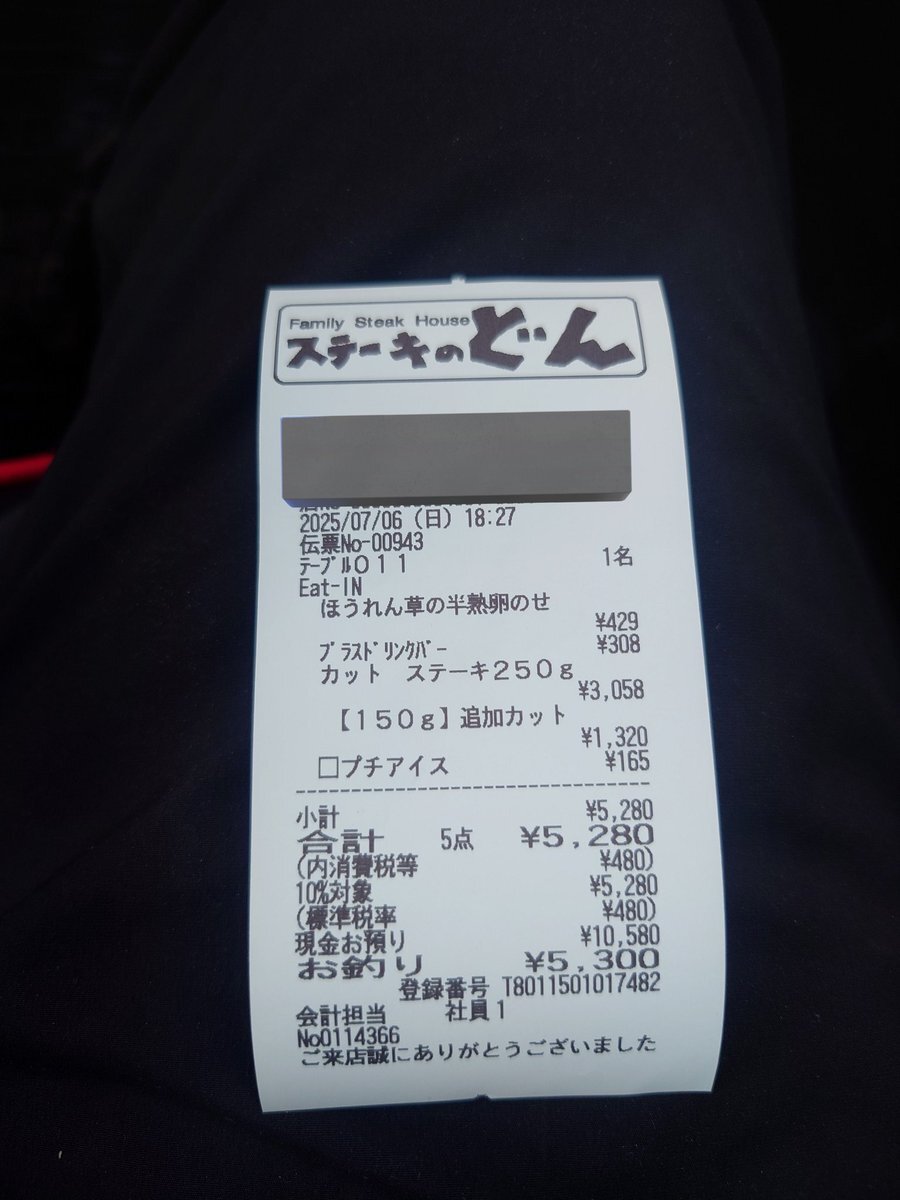 Family Steak House
ステーキのどん
2025/07/06 (日) 18:27
伝票No-00943
ﾃｰﾌﾞﾙ０１１ 1名
Eat-IN
ほうれん草の半熟卵のせ
¥429
ﾌﾟﾗｽﾄﾞﾘﾝｸﾊﾞｰ ¥308
カット ステーキ２５０ｇ
¥3,058
【１５０ｇ】追加カット
¥1,320
□プチアイス ¥165
小計 ¥5,280
合計 5点 ¥5,280
(内消費税等 ¥480)
10%対象 ¥5,280
(標準税率 ¥480)
現金お預り ¥10,580
お釣り ¥5,300
登録番号 T8011501017482
会計担当 社員1
No0114366
ご来店誠にありがとうございました